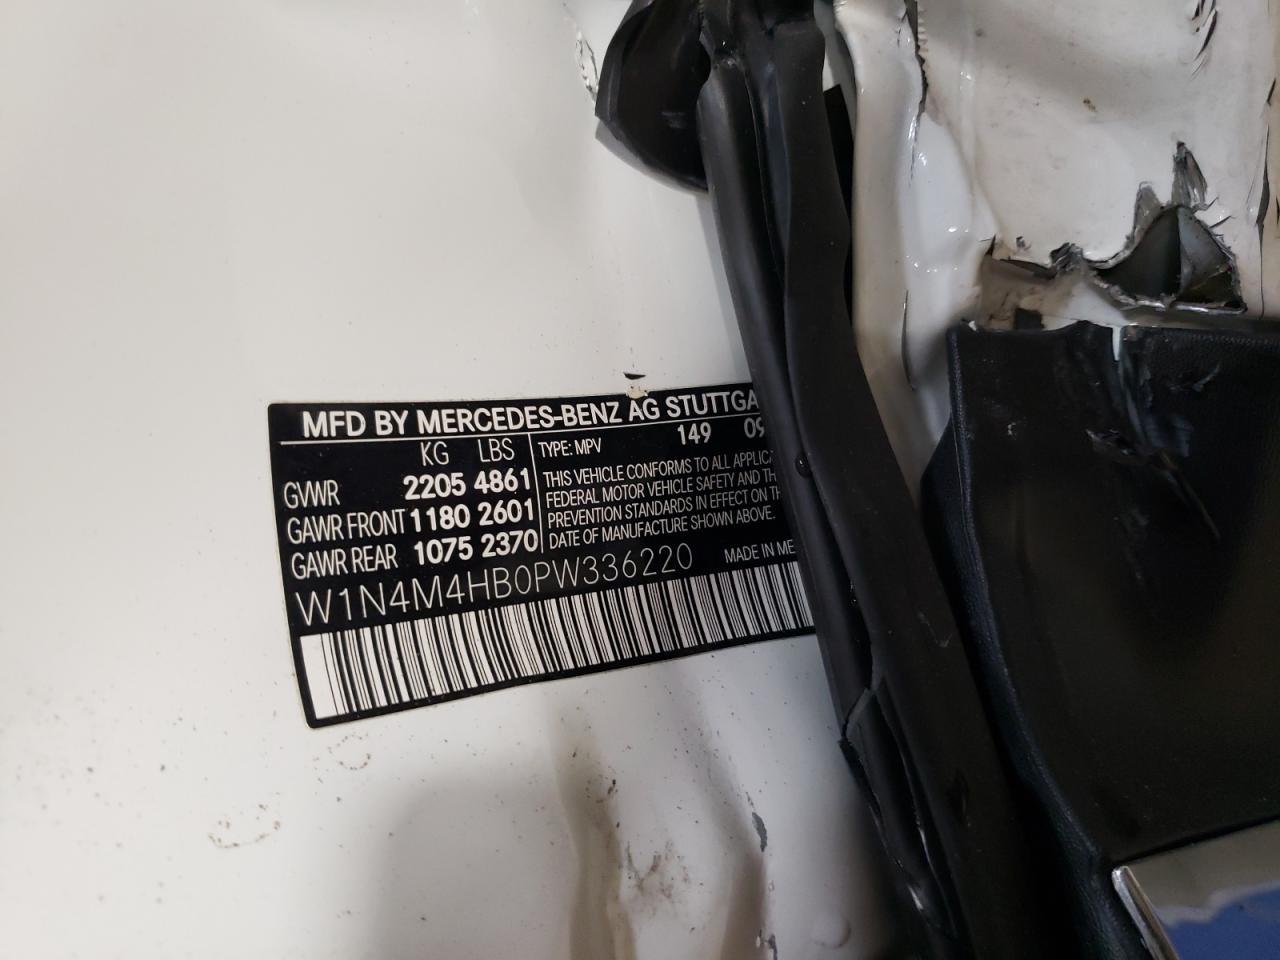 MFD BY MERCEDES-BENZ AG STUTTGA
KG LBS
GVWR 2205 4861
GAWR FRONT 1180 2601
GAWR REAR 1075 2370
TYPE: MPV 149 09
THIS VEHICLE CONFORMS TO ALL APPLICA
FEDERAL MOTOR VEHICLE SAFETY AND TH
PREVENTION STANDARDS IN EFFECT ON TH
DATE OF MANUFACTURE SHOWN ABOVE.
W1N4M4HB0PW336220
MADE IN ME